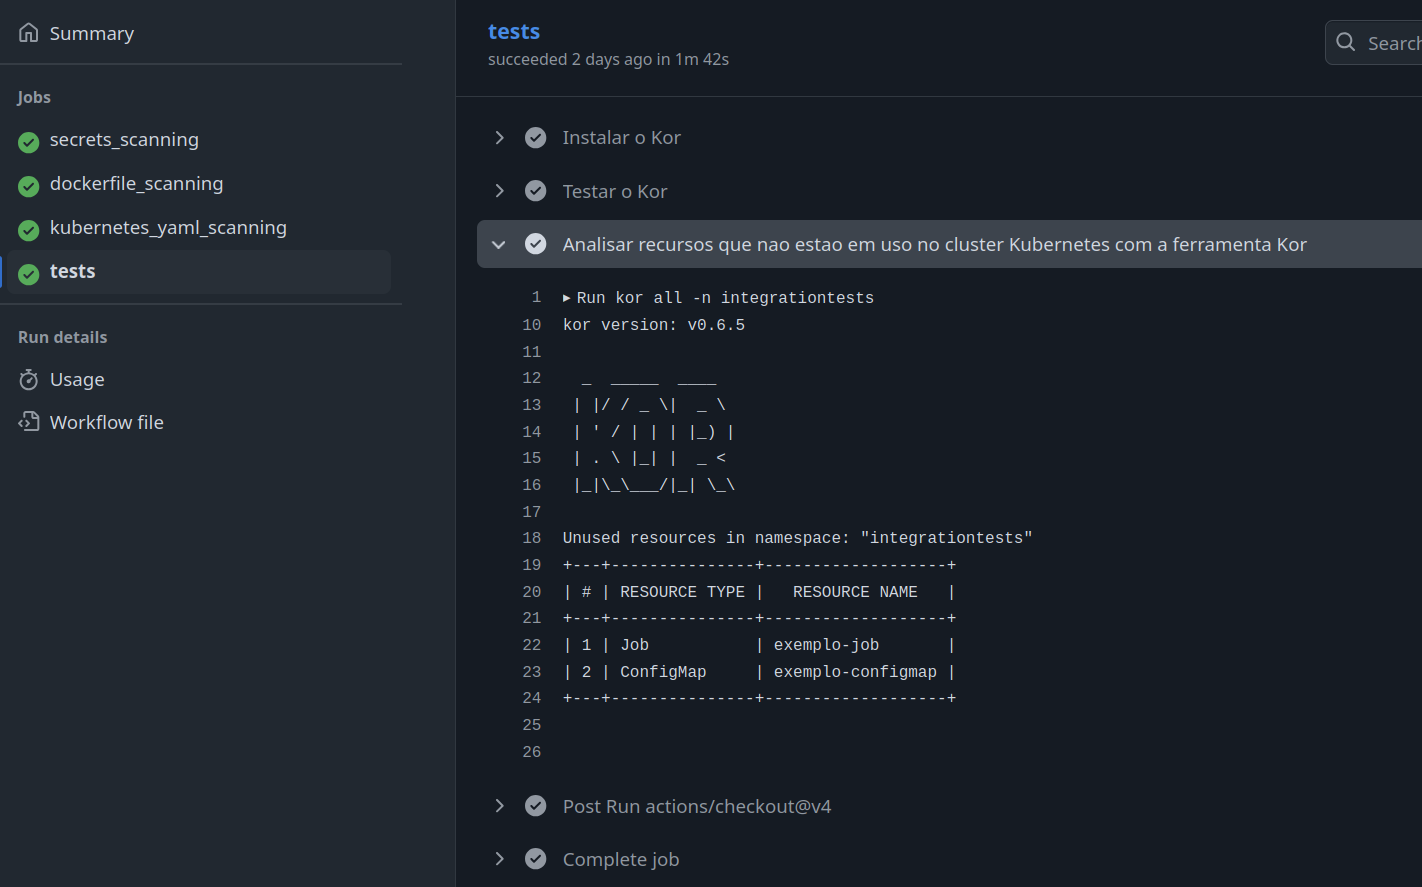 Summary
Jobs
secrets_scanning
dockerfile_scanning
kubernetes_yaml_scanning
tests
Run details
Usage
Workflow file
tests
succeeded 2 days ago in 1m 42s
Search
Instalar o Kor
Testar o Kor
Analisar recursos que nao estao em uso no cluster Kubernetes com a ferramenta Kor
1 ▸ Run kor all -n integrationtests
10 kor version: v0.6.5
11
12   _  _____  ____
13  | |/ / _ \|  _ \
14  | ' / | | | |_) |
15  | . \ |_| |  _ <
16  |_|\_\___/|_| \_\
17
18 Unused resources in namespace: "integrationtests"
19 +---+---------------+-------------------+
20 | # | RESOURCE TYPE |   RESOURCE NAME   |
21 +---+---------------+-------------------+
22 | 1 | Job           | exemplo-job       |
23 | 2 | ConfigMap     | exemplo-configmap |
24 +---+---------------+-------------------+
25
26
Post Run actions/checkout@v4
Complete job